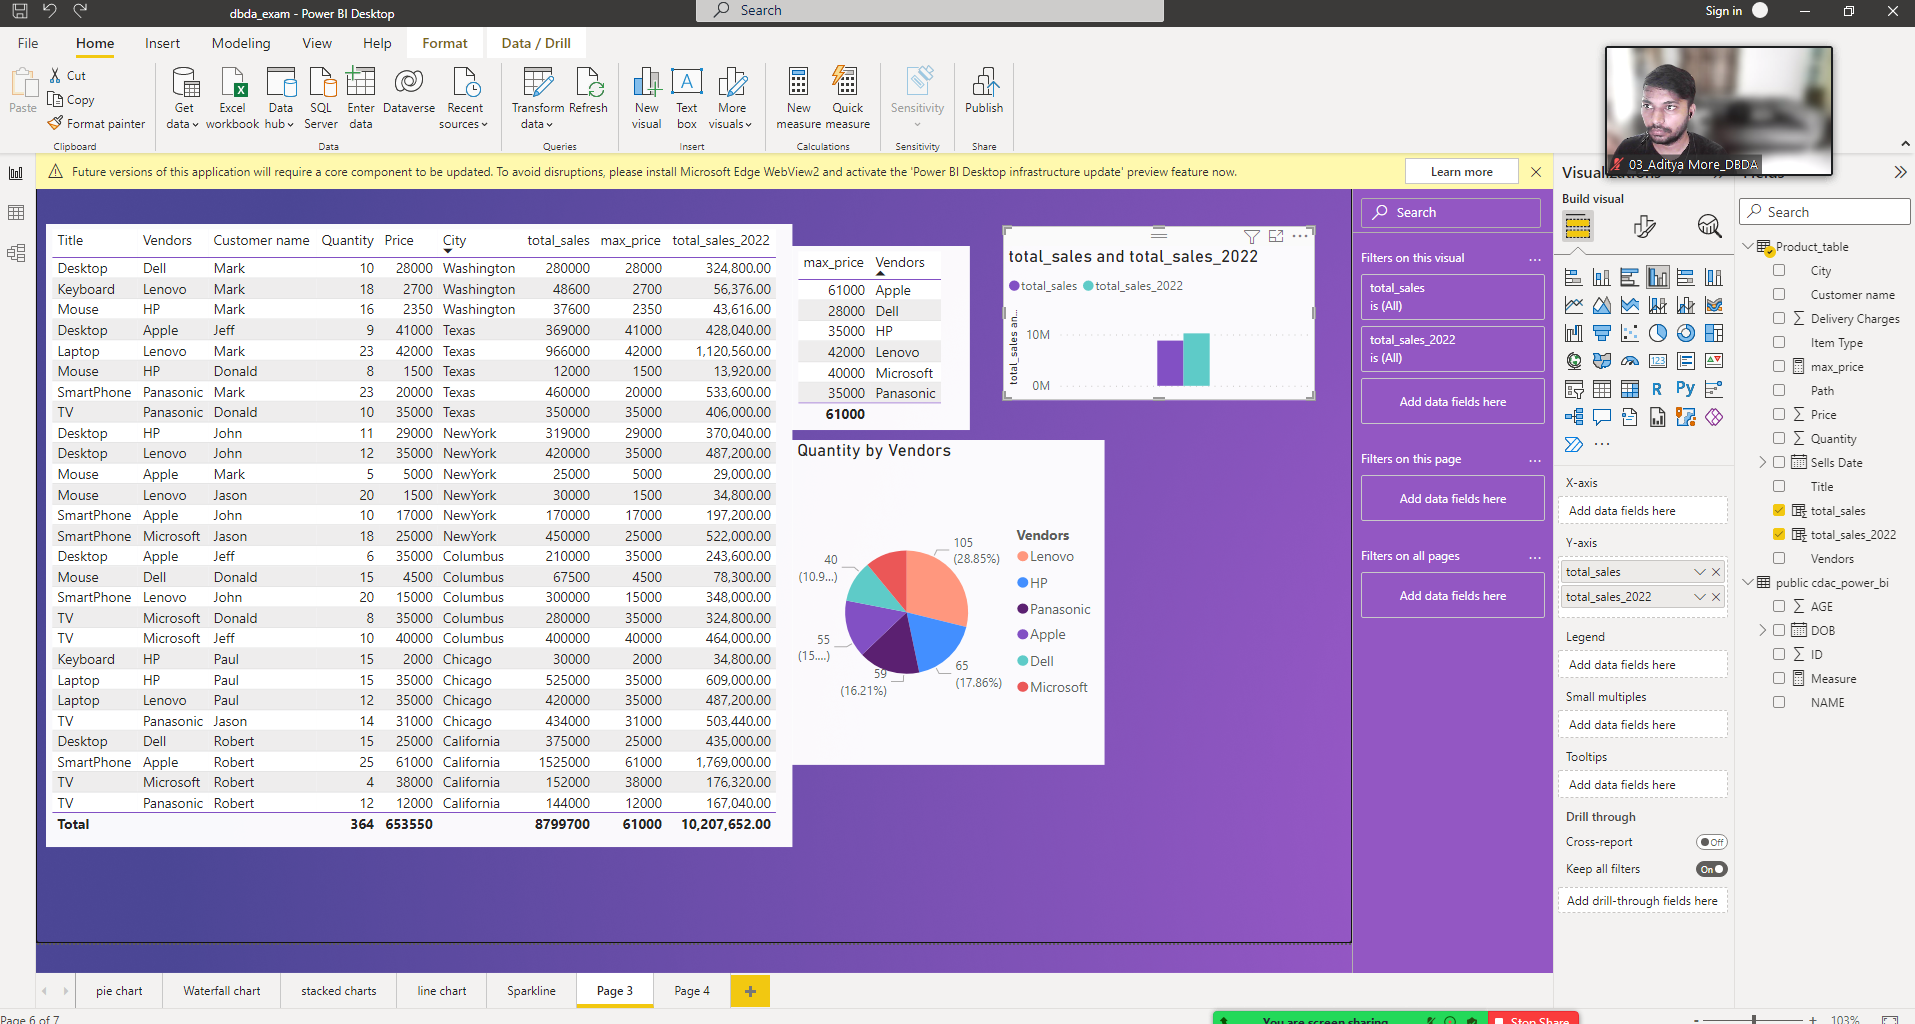 dbda_exam - Power BI Desktop
Search
Sign in
File Home Insert Modeling View Help Format Data / Drill
Paste
Cut
Copy
Format painter
Clipboard
Get data
Excel workbook
Data hub
SQL Server
Enter data
Dataverse
Recent sources
Data
Transform data
Refresh
Queries
New visual
Text box
More visuals
Insert
New measure
Quick measure
Calculations
Sensitivity
Sensitivity
Publish
Share
03_Aditya More_DBDA
Future versions of this application will require a core component to be updated. To avoid disruptions, please install Microsoft Edge WebView2 and activate the 'Power BI Desktop infrastructure update' preview feature now.
Learn more
Title Vendors Customer name Quantity Price City total_sales max_price total_sales_2022
Desktop Dell Mark 10 28000 Washington 280000 28000 324,800.00
Keyboard Lenovo Mark 18 2700 Washington 48600 2700 56,376.00
Mouse HP Mark 16 2350 Washington 37600 2350 43,616.00
Desktop Apple Jeff 9 41000 Texas 369000 41000 428,040.00
Laptop Lenovo Mark 23 42000 Texas 966000 42000 1,120,560.00
Mouse HP Donald 8 1500 Texas 12000 1500 13,920.00
SmartPhone Panasonic Mark 23 20000 Texas 460000 20000 533,600.00
TV Panasonic Donald 10 35000 Texas 350000 35000 406,000.00
Desktop HP John 11 29000 NewYork 319000 29000 370,040.00
Desktop Lenovo John 12 35000 NewYork 420000 35000 487,200.00
Mouse Apple Mark 5 5000 NewYork 25000 5000 29,000.00
Mouse Lenovo Jason 20 1500 NewYork 30000 1500 34,800.00
SmartPhone Apple John 10 17000 NewYork 170000 17000 197,200.00
SmartPhone Microsoft Jason 18 25000 NewYork 450000 25000 522,000.00
Desktop Apple Jeff 6 35000 Columbus 210000 35000 243,600.00
Mouse Dell Donald 15 4500 Columbus 67500 4500 78,300.00
SmartPhone Lenovo John 20 15000 Columbus 300000 15000 348,000.00
TV Microsoft Donald 8 35000 Columbus 280000 35000 324,800.00
TV Microsoft Jeff 10 40000 Columbus 400000 40000 464,000.00
Keyboard HP Paul 15 2000 Chicago 30000 2000 34,800.00
Laptop HP Paul 15 35000 Chicago 525000 35000 609,000.00
Laptop Lenovo Paul 12 35000 Chicago 420000 35000 487,200.00
TV Panasonic Jason 14 31000 Chicago 434000 31000 503,440.00
Desktop Dell Robert 15 25000 California 375000 25000 435,000.00
SmartPhone Apple Robert 25 61000 California 1525000 61000 1,769,000.00
TV Microsoft Robert 4 38000 California 152000 38000 176,320.00
TV Panasonic Robert 12 12000 California 144000 12000 167,040.00
Total 364 653550 8799700 61000 10,207,652.00
max_price Vendors
61000 Apple
28000 Dell
35000 HP
42000 Lenovo
40000 Microsoft
35000 Panasonic
61000
total_sales and total_sales_2022
total_sales total_sales_2022
total_sales an...
10M
0M
Quantity by Vendors
105 (28.85%)
65 (17.86%)
59 (16.21%)
55 (15....)
40 (10.9...)
Vendors
Lenovo
HP
Panasonic
Apple
Dell
Microsoft
Search
Filters on this visual ...
total_sales
is (All)
total_sales_2022
is (All)
Add data fields here
Filters on this page ...
Add data fields here
Filters on all pages ...
Add data fields here
Build visual
R Py
123
X-axis
Add data fields here
Y-axis
total_sales
total_sales_2022
Legend
Add data fields here
Small multiples
Add data fields here
Tooltips
Add data fields here
Drill through
Cross-report Off
Keep all filters On
Add drill-through fields here
Search
Product_table
City
Customer name
Delivery Charges
Item Type
max_price
Path
Price
Quantity
Sells Date
Title
total_sales
total_sales_2022
Vendors
public cdac_power_bi
AGE
DOB
ID
Measure
NAME
pie chart Waterfall chart stacked charts line chart Sparkline Page 3 Page 4 +
Page 6 of 7
You are screen sharing
Stop Share
- + 103%